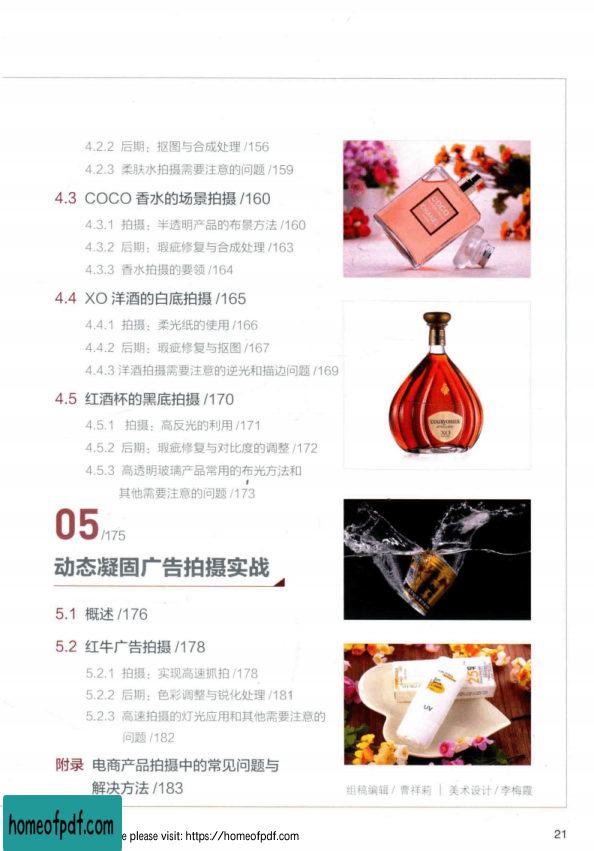 4.2.2 后期：抠图与合成处理 /156
4.2.3 柔肤水拍摄需要注意的问题 /159
4.3 COCO 香水的场景拍摄 /160
4.3.1 拍摄：半透明产品的布景方法 /160
4.3.2 后期：瑕疵修复与合成处理 /163
4.3.3 香水拍摄的要领 /164
4.4 XO 洋酒的白底拍摄 /165
4.4.1 拍摄：柔光纸的使用 /166
4.4.2 后期：瑕疵修复与抠图 /167
4.4.3 洋酒拍摄需要注意的逆光和描边问题 /169
4.5 红酒杯的黑底拍摄 /170
4.5.1 拍摄：高反光的利用 /171
4.5.2 后期：瑕疵修复与对比度的调整 /172
4.5.3 高透明玻璃产品常用的布光方法和
其他需要注意的问题 /173
05 /175
动态凝固广告拍摄实战
5.1 概述 /176
5.2 红牛广告拍摄 /178
5.2.1 拍摄：实现高速抓拍 /178
5.2.2 后期：色彩调整与锐化处理 /181
5.2.3 高速拍摄的灯光应用和其他需要注意的
问题 /182
附录 电商产品拍摄中的常见问题与
解决方法 /183
COCO
COURVOISIER
XO
SPF
25
UV
组稿编辑 / 曹祥莉 | 美术设计 / 李梅霞
homeofpdf.com
e please visit: https://homeofpdf.com
21